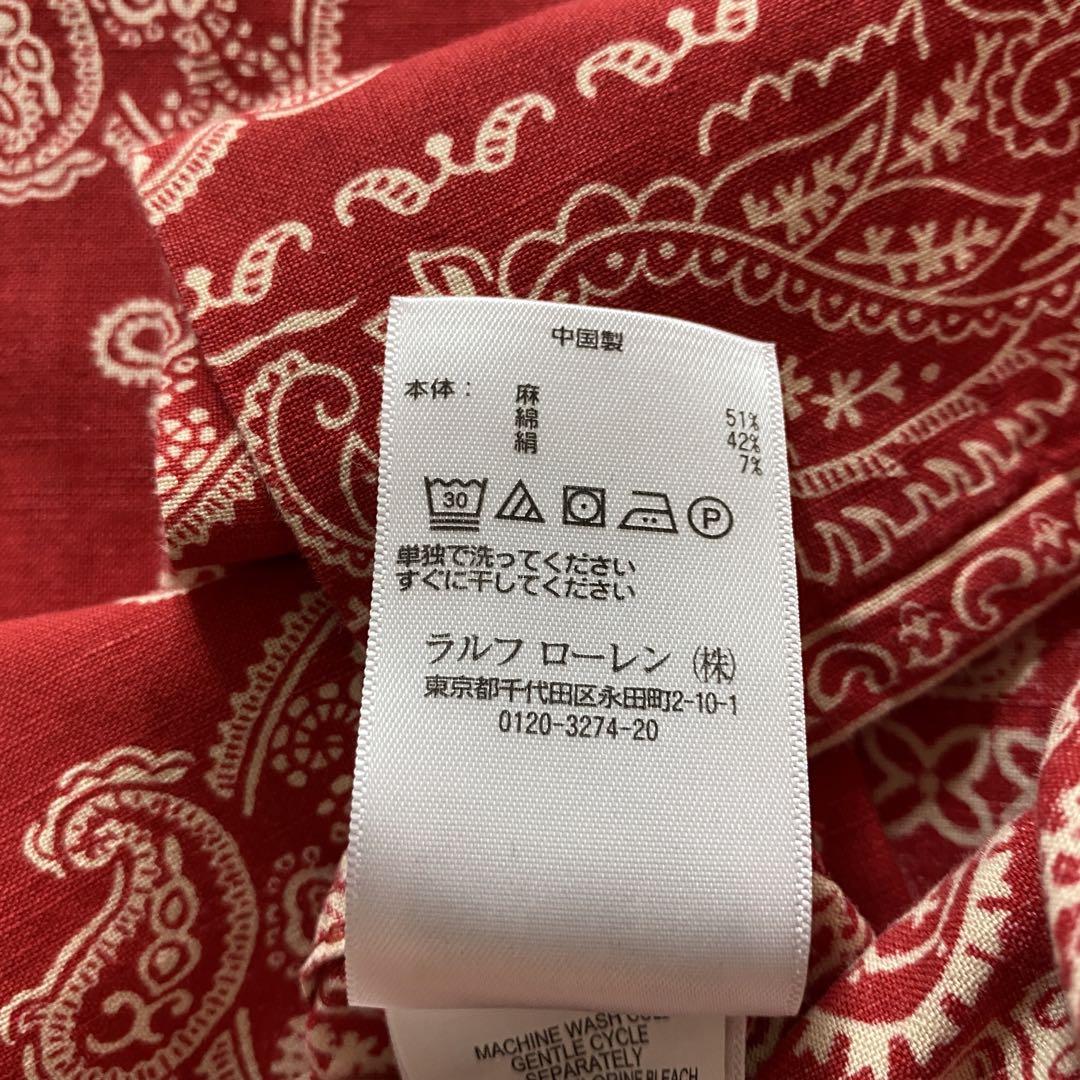 中国製
本体： 麻 51%
綿 42%
絹 7%
30
P
単独で洗ってください
すぐに干してください
ラルフ ローレン (株)
東京都千代田区永田町2-10-1
0120-3274-20
MACHINE WASH
GENTLE CYCLE
SEPARATELY
BLEACH